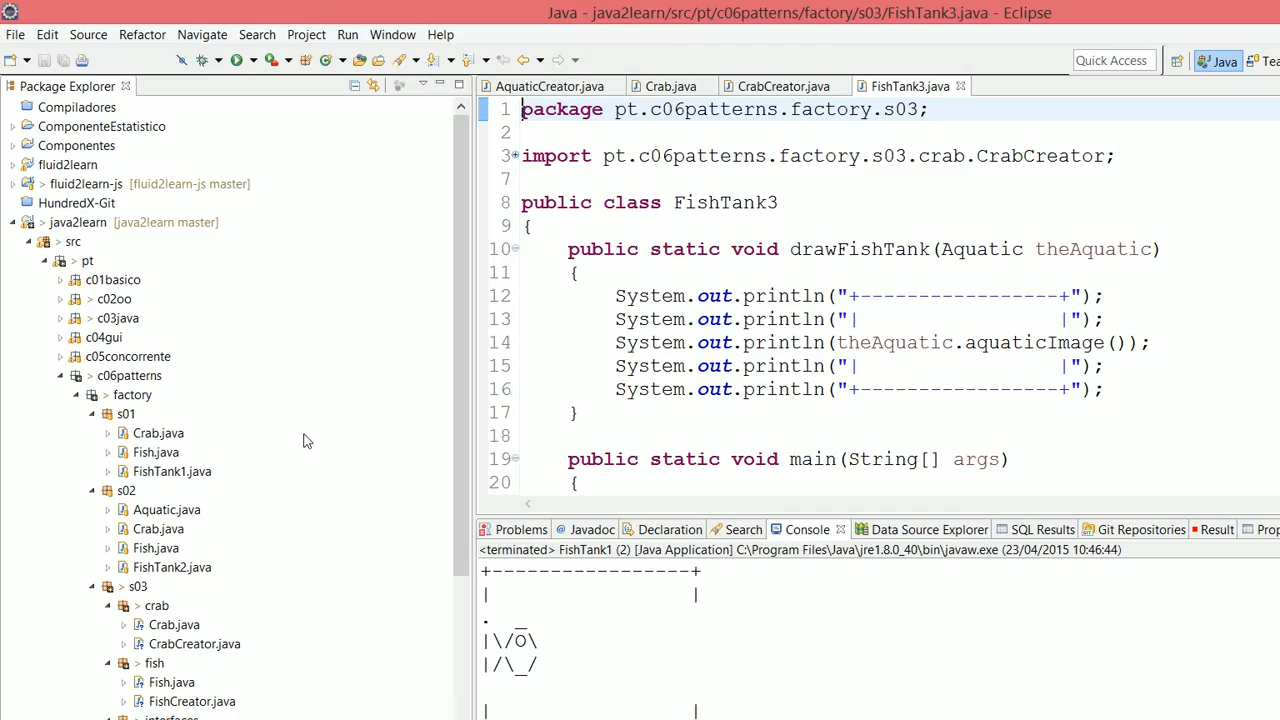 Java - java2learn/src/pt/c06patterns/factory/s03/FishTank3.java - Eclipse
File Edit Source Refactor Navigate Search Project Run Window Help
Quick Access Java Tea
Package Explorer
Compiladores
ComponenteEstatistico
Componentes
fluid2learn
> fluid2learn-js [fluid2learn-js master]
HundredX-Git
> java2learn [java2learn master]
> src
> pt
c01basico
> c02oo
> c03java
c04gui
c05concorrente
> c06patterns
> factory
s01
Crab.java
Fish.java
FishTank1.java
s02
Aquatic.java
Crab.java
Fish.java
FishTank2.java
> s03
> crab
Crab.java
CrabCreator.java
> fish
Fish.java
FishCreator.java
> interfaces
AquaticCreator.java Crab.java CrabCreator.java FishTank3.java
1 package pt.c06patterns.factory.s03;
2
3 import pt.c06patterns.factory.s03.crab.CrabCreator;
7
8 public class FishTank3
9 {
10 public static void drawFishTank(Aquatic theAquatic)
11 {
12 System.out.println("+-----------------+");
13 System.out.println("|                 |");
14 System.out.println(theAquatic.aquaticImage());
15 System.out.println("|                 |");
16 System.out.println("+-----------------+");
17 }
18
19 public static void main(String[] args)
20 {
Problems @ Javadoc Declaration Search Console Data Source Explorer SQL Results Git Repositories Result Prop
<terminated> FishTank1 (2) [Java Application] C:\Program Files\Java\jre1.8.0_40\bin\javaw.exe (23/04/2015 10:46:44)
+-----------------+
|                 |
.  _
|\/O\
|/\_/
|                 |